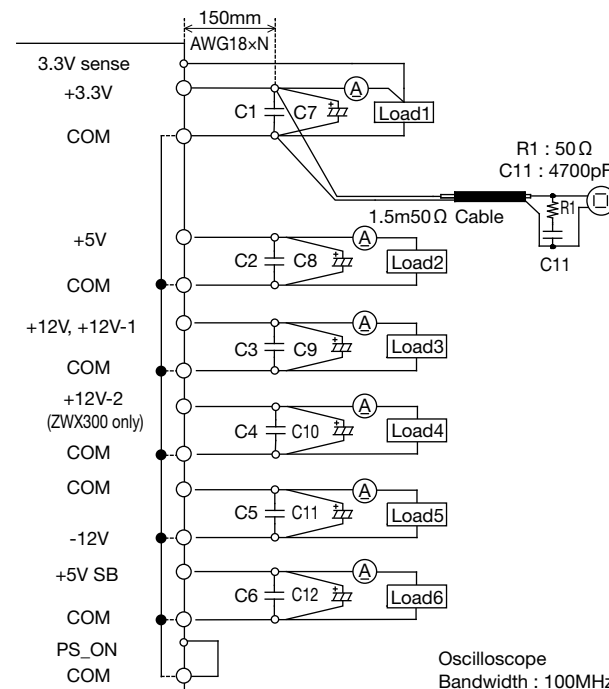 150mm
AWG18×N
3.3V sense
+3.3V
C1 C7 + A Load1
COM
R1 : 50Ω
C11 : 4700pF
R1
1.5m50Ω Cable
C11
+5V
C2 C8 + A Load2
COM
+12V, +12V-1
C3 C9 + A Load3
COM
+12V-2
(ZWX300 only)
C4 C10 + A Load4
COM
COM
C5 C11 + A Load5
-12V
+5V SB
C6 C12 + A Load6
COM
PS_ON
COM
Oscilloscope
Bandwidth : 100MHz